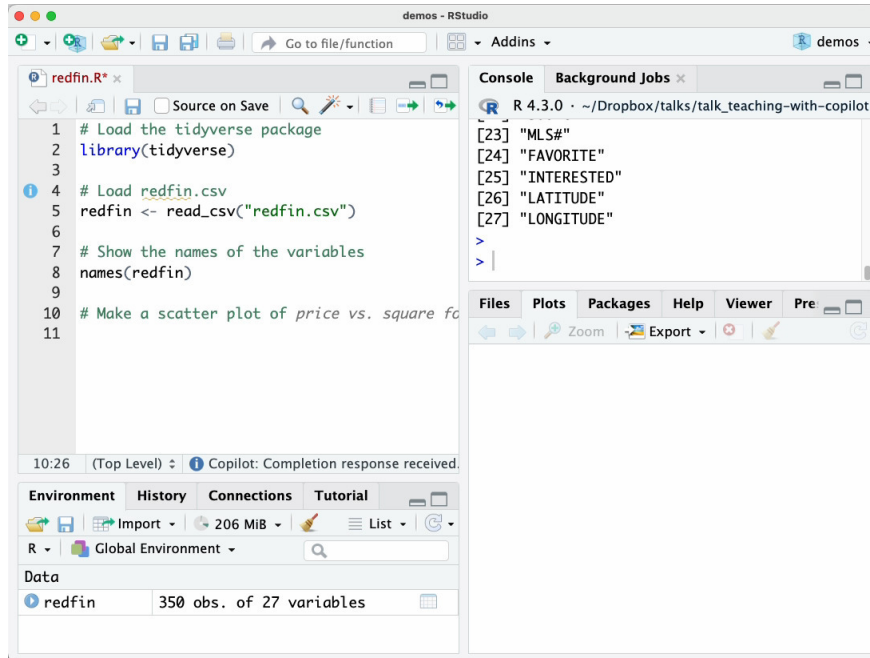 demos - RStudio
Go to file/function
Addins
demos
redfin.R*
Source on Save
1 # Load the tidyverse package
2 library(tidyverse)
3
4 # Load redfin.csv
5 redfin <- read_csv("redfin.csv")
6
7 # Show the names of the variables
8 names(redfin)
9
10 # Make a scatter plot of price vs. square fo
11
10:26 (Top Level) Copilot: Completion response received.
Environment History Connections Tutorial
Import 206 MiB List
R Global Environment
Data
redfin 350 obs. of 27 variables
Console Background Jobs
R 4.3.0 · ~/Dropbox/talks/talk_teaching-with-copilot
[23] "MLS#"
[24] "FAVORITE"
[25] "INTERESTED"
[26] "LATITUDE"
[27] "LONGITUDE"
>
>
Files Plots Packages Help Viewer Pre
Zoom Export